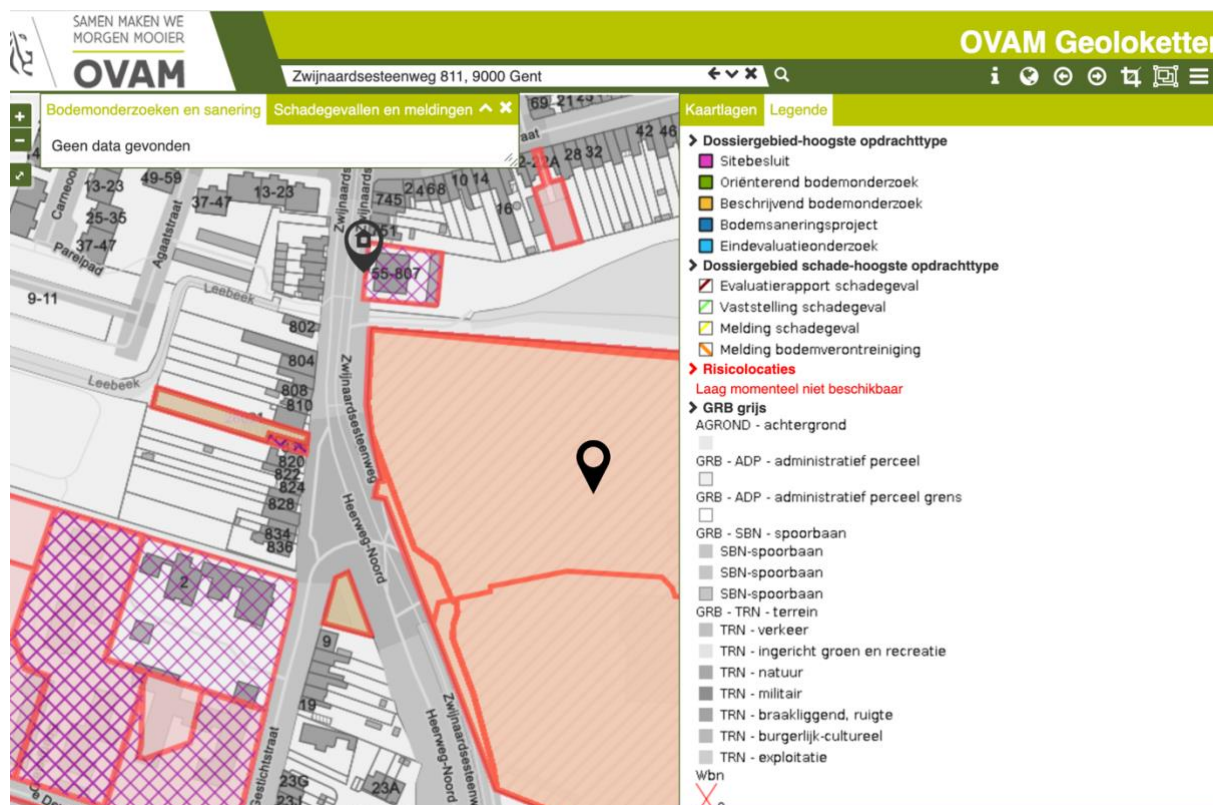 SAMEN MAKEN WE
MORGEN MOOIER
OVAM
OVAM Geoloketter
Zwijnaardsesteenweg 811, 9000 Gent
Bodemonderzoeken en sanering
Schadegevallen en meldingen
Geen data gevonden
Kaartlagen
Legende
Dossiergebied-hoogste opdrachttype
Sitebesluit
Oriënterend bodemonderzoek
Beschrijvend bodemonderzoek
Bodemsaneringsproject
Eindevaluatieonderzoek
Dossiergebied schade-hoogste opdrachttype
Evaluatierapport schadegeval
Vaststelling schadegeval
Melding schadegeval
Melding bodemverontreiniging
Risicolocaties
Laag momenteel niet beschikbaar
GRB grijs
AGROND - achtergrond
GRB - ADP - administratief perceel
GRB - ADP - administratief perceel grens
GRB - SBN - spoorbaan
SBN-spoorbaan
SBN-spoorbaan
SBN-spoorbaan
GRB - TRN - terrein
TRN - verkeer
TRN - ingericht groen en recreatie
TRN - natuur
TRN - militair
TRN - braakliggend, ruigte
TRN - burgerlijk-cultureel
TRN - exploitatie
Wbn
69
42 46
28 32
13-23
49-59
37-47
13-23
745
2 4 6 8
10 14
16
Carneool
25-35
Agaatstraat
Parelpad
37-47
751
55-807
9-11
Leebeek
802
804
808
810
Leebeek
Zwijnaardsesteenweg
820
822
824
828
834
836
Heerweg-Noord
2
9
19
Gestichtstraat
23G
23A
Heerweg-Noord
Zwijnaardsesteenw